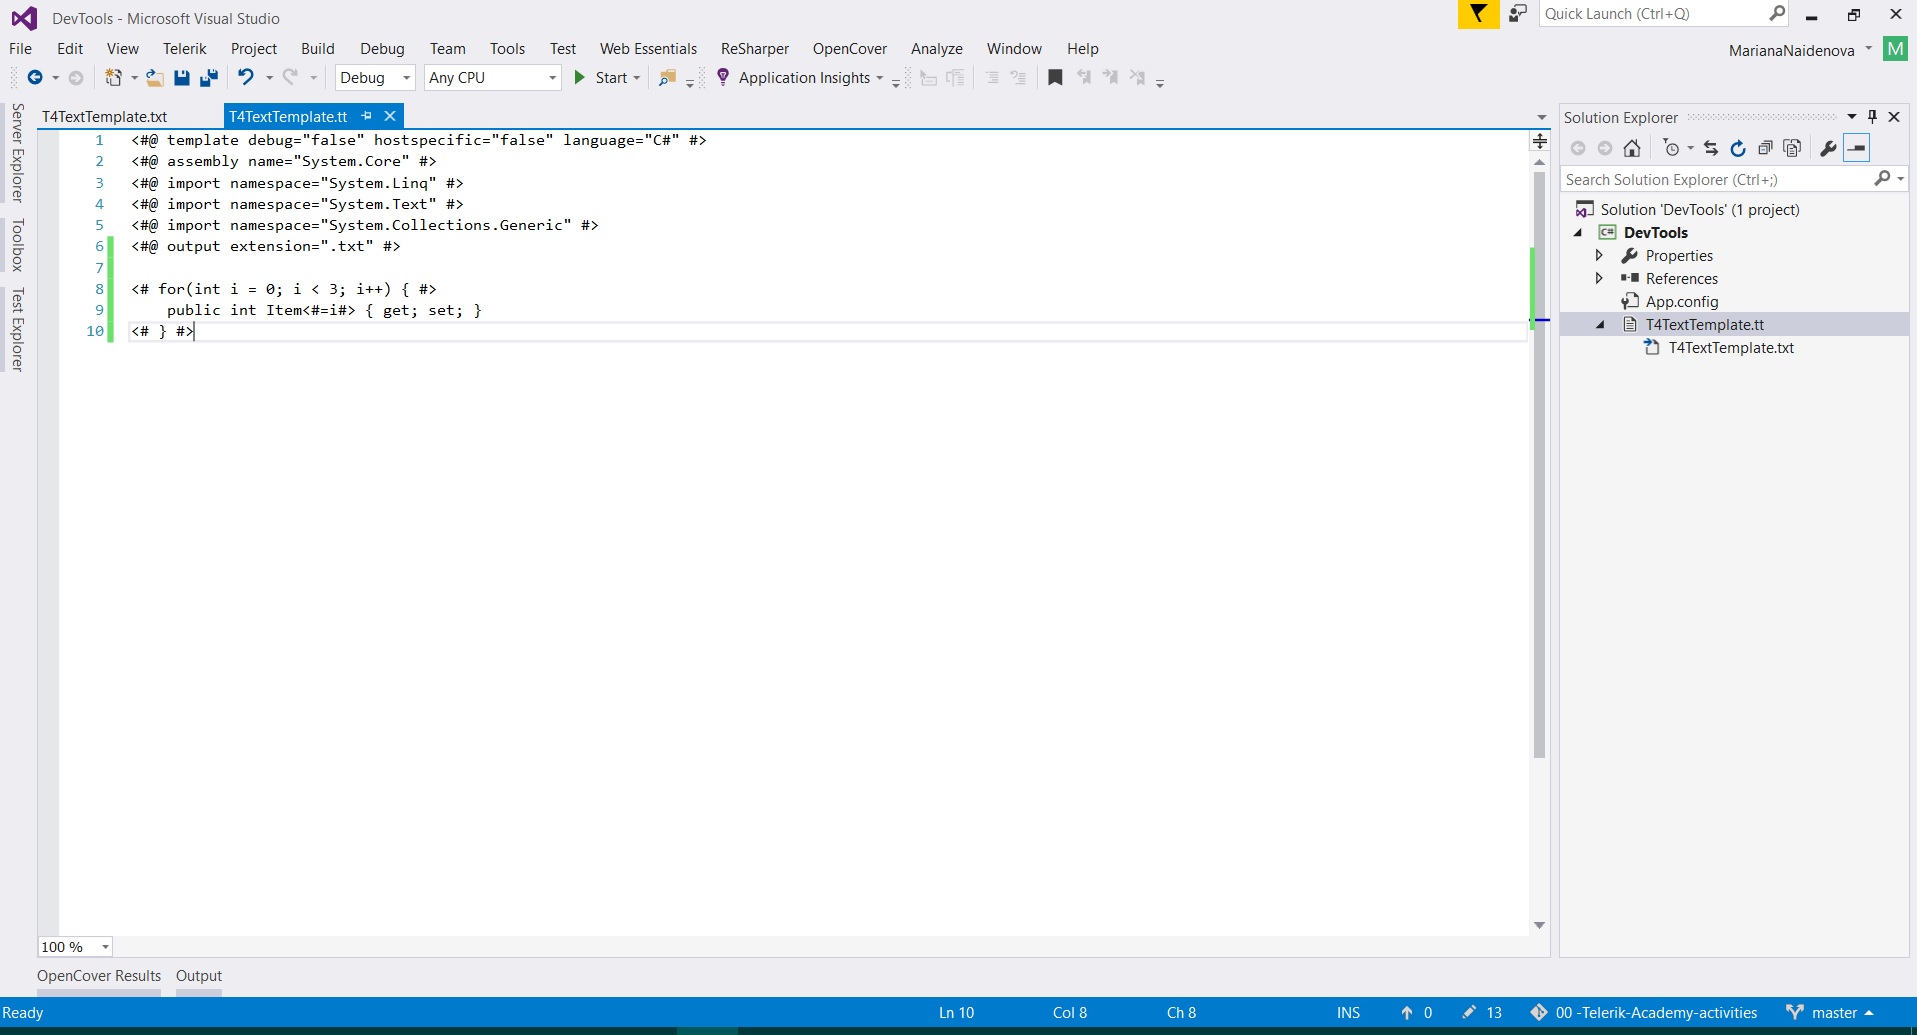 DevTools - Microsoft Visual Studio
Quick Launch (Ctrl+Q)
File Edit View Telerik Project Build Debug Team Tools Test Web Essentials ReSharper OpenCover Analyze Window Help
MarianaNaidenova M
Debug Any CPU Start Application Insights
Server Explorer
Toolbox
Test Explorer
T4TextTemplate.txt T4TextTemplate.tt
1 <#@ template debug="false" hostspecific="false" language="C#" #>
2 <#@ assembly name="System.Core" #>
3 <#@ import namespace="System.Linq" #>
4 <#@ import namespace="System.Text" #>
5 <#@ import namespace="System.Collections.Generic" #>
6 <#@ output extension=".txt" #>
7
8 <# for(int i = 0; i < 3; i++) { #>
9 public int Item<#=i#> { get; set; }
10 <# } #>
100 %
Solution Explorer
Search Solution Explorer (Ctrl+;)
Solution 'DevTools' (1 project)
C# DevTools
Properties
References
App.config
T4TextTemplate.tt
T4TextTemplate.txt
OpenCover Results Output
Ready Ln 10 Col 8 Ch 8 INS 0 13 00 -Telerik-Academy-activities master